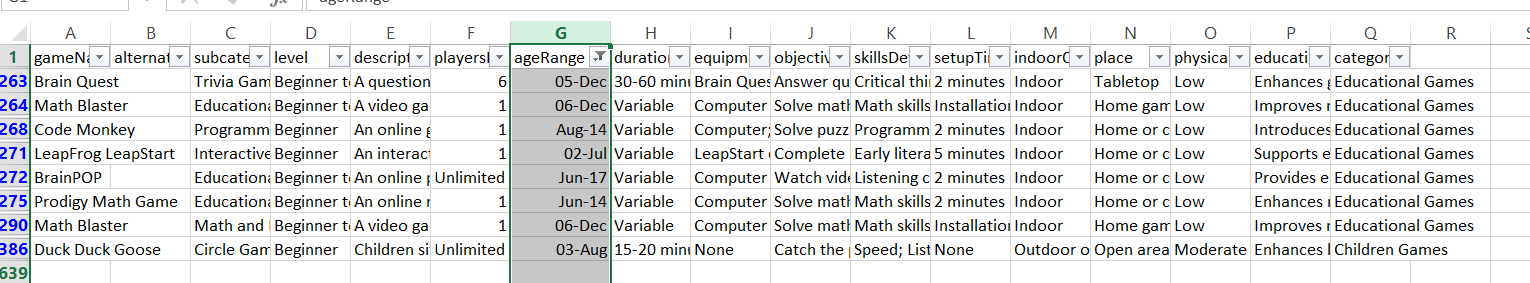 A B C D E F G H I J K L M N O P Q R
1 gameNa alternat subcate level descript playersI ageRange duration equipm objectiv skillsDe setupTi indoorO place physica educati categor
263 Brain Quest Trivia Gam Beginner t A question 6 05-Dec 30-60 minu Brain Ques Answer qu Critical thi 2 minutes Indoor Tabletop Low Enhances g Educational Games
264 Math Blaster Educationa Beginner t A video ga 1 06-Dec Variable Computer Solve math Math skills Installation Indoor Home gam Low Improves r Educational Games
268 Code Monkey Programm Beginner An online g 1 Aug-14 Variable Computer; Solve puzz Programm 2 minutes Indoor Home or c Low Introduces Educational Games
271 LeapFrog LeapStart Interactive Beginner An interact 1 02-Jul Variable LeapStart Complete Early litera 5 minutes Indoor Home or c Low Supports e Educational Games
272 BrainPOP Educationa Beginner t An online p Unlimited Jun-17 Variable Computer Watch vide Listening c 2 minutes Indoor Home or c Low Provides e Educational Games
275 Prodigy Math Game Educationa Beginner t An online r 1 Jun-14 Variable Computer Solve math Math skills 2 minutes Indoor Home or c Low Enhances r Educational Games
290 Math Blaster Math and Beginner t A video ga 1 06-Dec Variable Computer Solve math Math skills Installation Indoor Home gam Low Improves r Educational Games
386 Duck Duck Goose Circle Gam Beginner Children si Unlimited 03-Aug 15-20 minu None Catch the Speed; List None Outdoor o Open area Moderate Enhances l Children Games
639